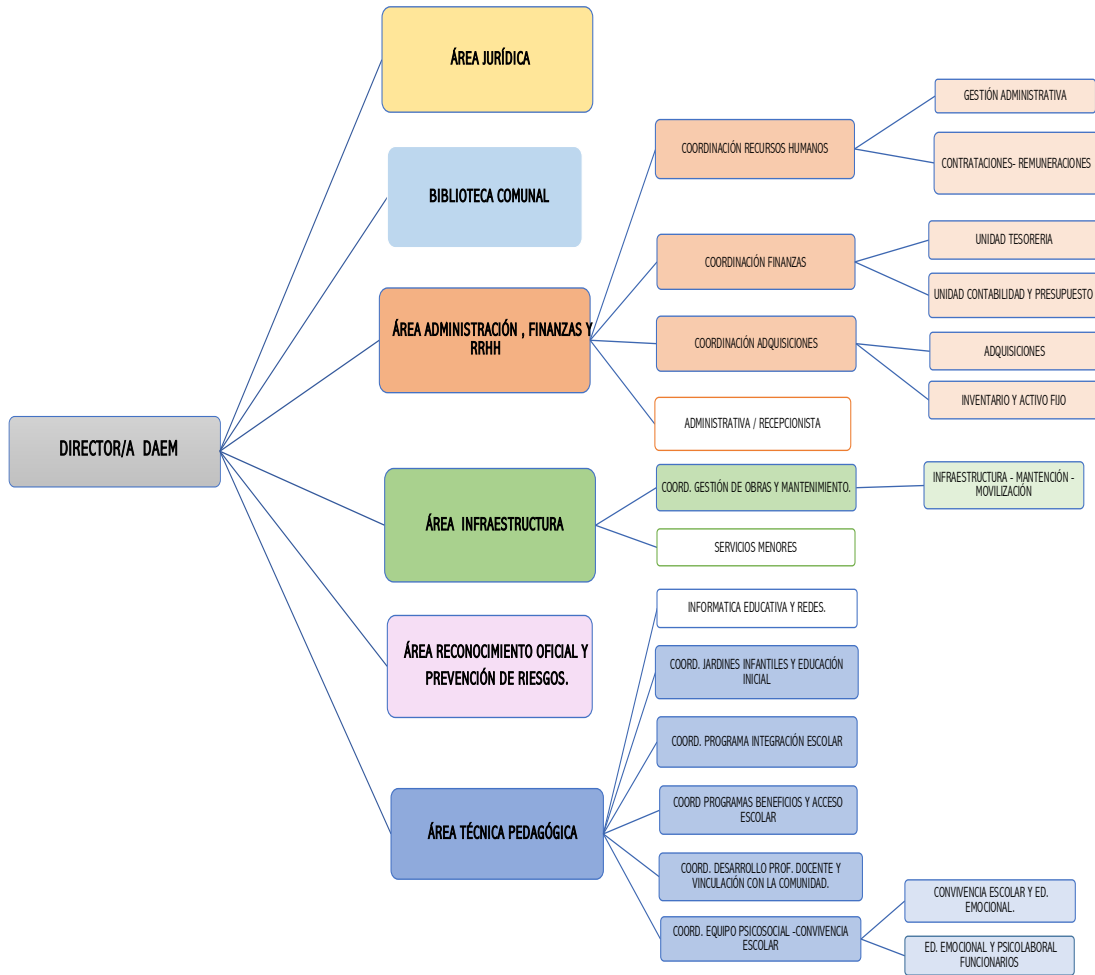 DIRECTOR/A DAEM
ÁREA JURÍDICA
BIBLIOTECA COMUNAL
ÁREA ADMINISTRACIÓN , FINANZAS Y
RRHH
COORDINACIÓN RECURSOS HUMANOS
GESTIÓN ADMINISTRATIVA
CONTRATACIONES- REMUNERACIONES
COORDINACIÓN FINANZAS
UNIDAD TESORERIA
UNIDAD CONTABILIDAD Y PRESUPUESTO
COORDINACIÓN ADQUISICIONES
ADQUISICIONES
INVENTARIO Y ACTIVO FIJO
ADMINISTRATIVA / RECEPCIONISTA
ÁREA INFRAESTRUCTURA
COORD. GESTIÓN DE OBRAS Y MANTENIMIENTO.
INFRAESTRUCTURA - MANTENCIÓN -
MOVILIZACIÓN
SERVICIOS MENORES
ÁREA RECONOCIMIENTO OFICIAL Y
PREVENCIÓN DE RIESGOS.
ÁREA TÉCNICA PEDAGÓGICA
INFORMATICA EDUCATIVA Y REDES.
COORD. JARDINES INFANTILES Y EDUCACIÓN
INICIAL
COORD. PROGRAMA INTEGRACIÓN ESCOLAR
COORD PROGRAMAS BENEFICIOS Y ACCESO
ESCOLAR
COORD. DESARROLLO PROF. DOCENTE Y
VINCULACIÓN CON LA COMUNIDAD.
COORD. EQUIPO PSICOSOCIAL -CONVIVENCIA
ESCOLAR
CONVIVENCIA ESCOLAR Y ED.
EMOCIONAL.
ED. EMOCIONAL Y PSICOLABORAL
FUNCIONARIOS